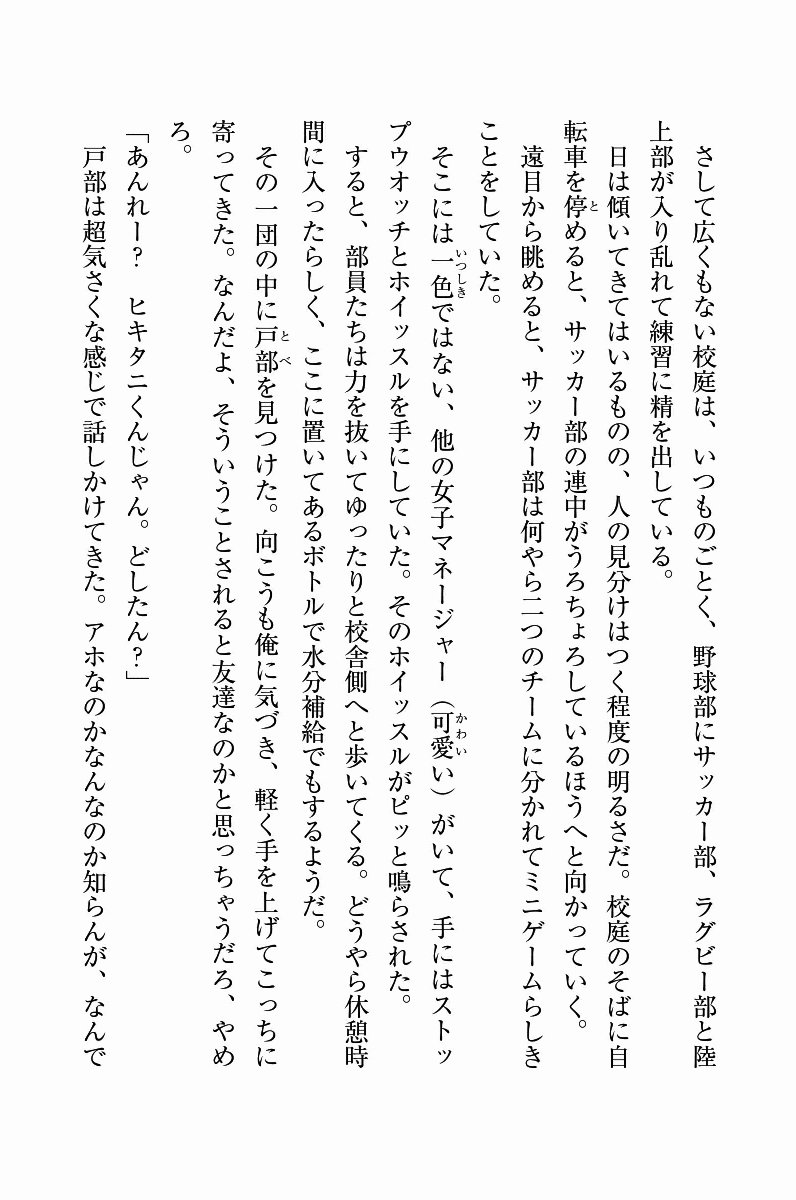 さして広くもない校庭は、いつものごとく、野球部にサッカー部、ラグビー部と陸
上部が入り乱れて練習に精を出している。
日は傾いてきてはいるものの、人の見分けはつく程度の明るさだ。校庭のそばに自
転車を停めると、サッカー部の連中がうろちょろしているほうへと向かっていく。
遠目から眺めると、サッカー部は何やら二つのチームに分かれてミニゲームらしき
ことをしていた。
そこには一色ではない、他の女子マネージャー（可愛い）がいて、手にはストッ
プウオッチとホイッスルを手にしていた。そのホイッスルがピッと鳴らされた。
すると、部員たちは力を抜いてゆったりと校舎側へと歩いてくる。どうやら休憩時
間に入ったらしく、ここに置いてあるボトルで水分補給でもするようだ。
その一団の中に戸部を見つけた。向こうも俺に気づき、軽く手を上げてこっちに
寄ってきた。なんだよ、そういうことされると友達なのかと思っちゃうだろ、やめ
ろ。
「あんれー？　ヒキタニくんじゃん。どしたん？」
戸部は超気さくな感じで話しかけてきた。アホなのかなんなのか知らんが、なんで